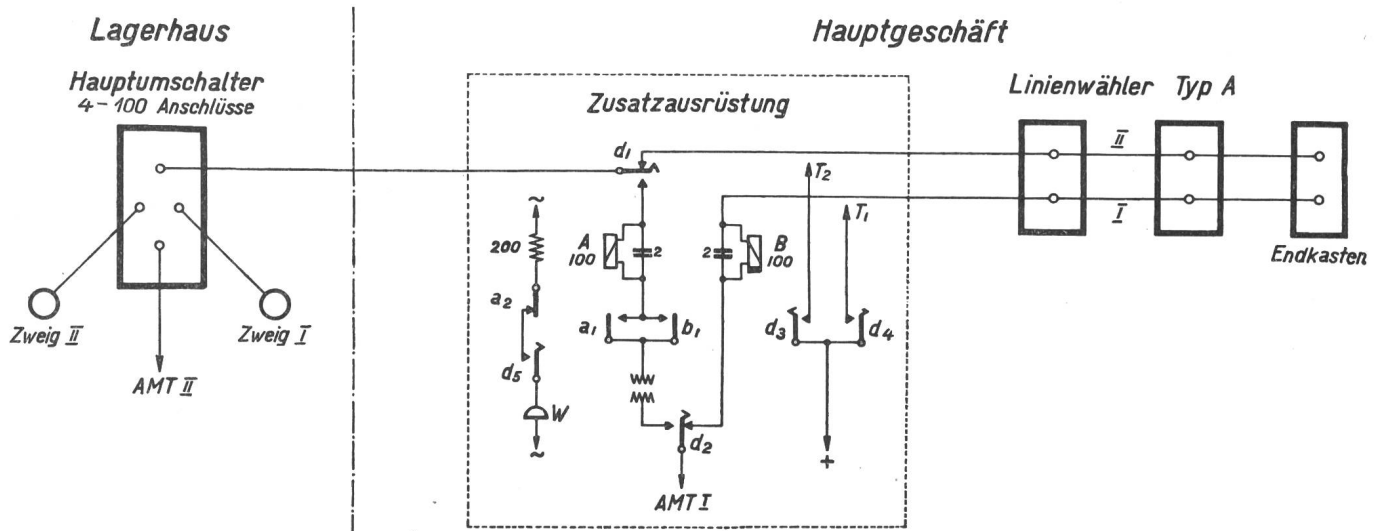 Lagerhaus
Hauptgeschäft
Hauptumschalter
4-100 Anschlüsse
Zusatzausrüstung
Linienwähler Typ A
d1
II
T2
~
I
T1
200
A
100
2
2
B
100
Endkasten
a2
Zweig II
Zweig I
a1
b1
d3
d4
AMT II
d5
W
~
d2
+
AMT I